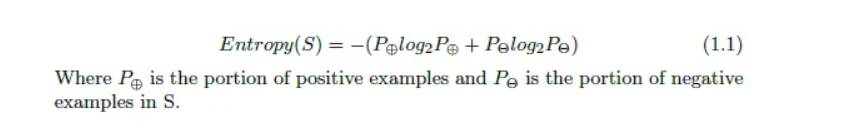 Entropy(S) = −(P⊕log₂P⊕ + P⊖log₂P⊖) (1.1)
Where P⊕ is the portion of positive examples and P⊖ is the portion of negative
examples in S.